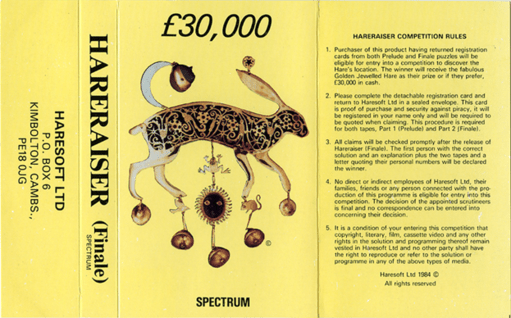 HARESOFT LTD
P.O. BOX 6
KIMBOLTON, CAMBS.,
PE18 0JG
HARERAISER (Finale)
SPECTRUM
£30,000
©
SPECTRUM
HARERAISER COMPETITION RULES
1. Purchaser of this product having returned registration
cards from both Prelude and Finale puzzles will be
eligible for entry into a competition to discover the
Hare's location. The winner will receive the fabulous
Golden Jewelled Hare as their prize or if they prefer,
£30,000 in cash.
2. Please complete the detachable registration card and
return to Haresoft Ltd in a sealed envelope. This card
is proof of purchase and security against piracy, it will
be registered in your name only and will be required to
be quoted when claiming. This procedure is required
for both tapes, Part 1 (Prelude) and Part 2 (Finale).
3. All claims will be checked promptly after the release of
Hareraiser (Finale). The first person with the correct
solution and an explanation plus the two tapes and a
letter quoting their personal numbers will be declared
the winner.
4. No direct or indirect employees of Haresoft Ltd, their
families, friends or any person connected with the pro-
duction of this programme is eligible for entry into this
competition. The decision of the appointed scrutineers
is final and no correspondence can be entered into
concerning their decision.
5. It is a condition of your entering this competition that
copyright, literary, film, cassette video and any other
rights in the solution and programming thereof remain
vested in Haresoft Ltd and no other party shall have
the right to reproduce or refer to the solution or
programme in any of the above types of media.
Haresoft Ltd 1984 ©
All rights reserved